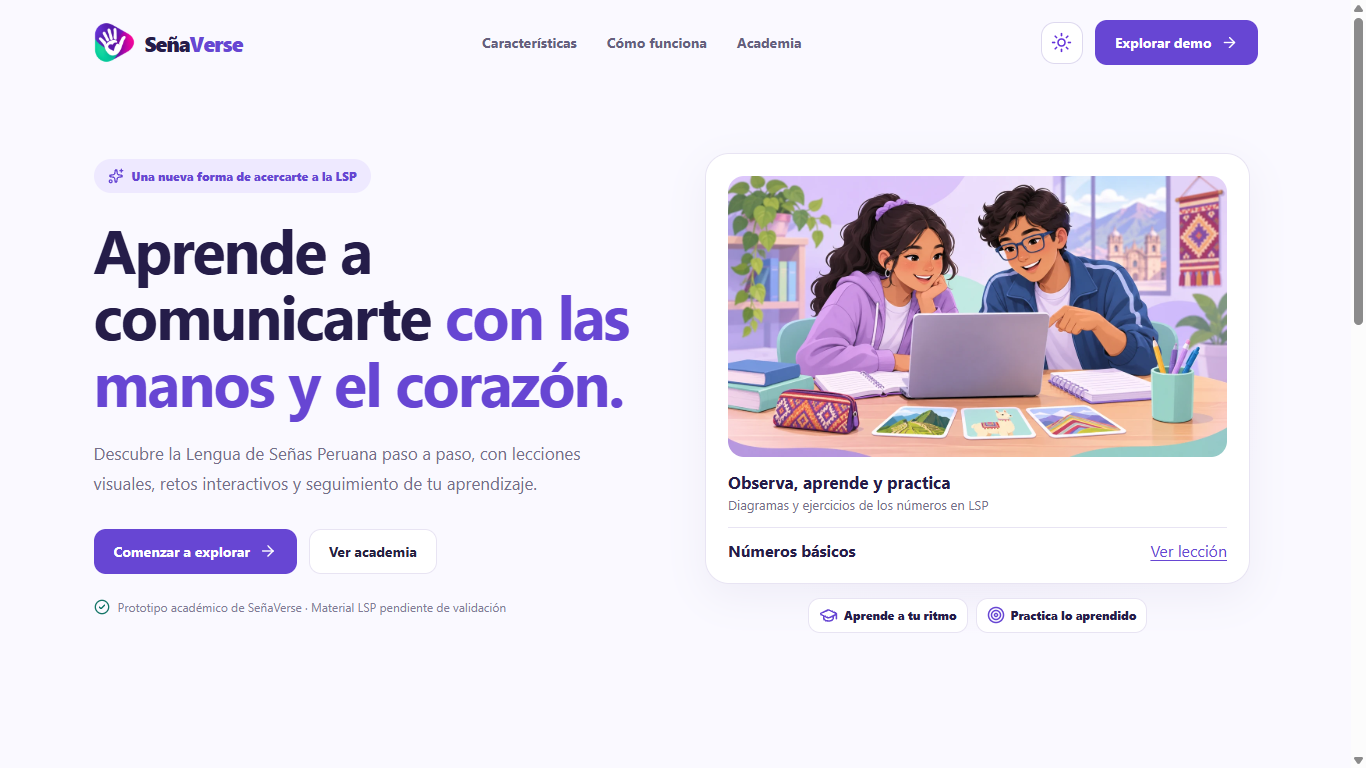 SeñaVerse
Características
Cómo funciona
Academia
Explorar demo
Una nueva forma de acercarte a la LSP
Aprende a
comunicarte con las
manos y el corazón.
Descubre la Lengua de Señas Peruana paso a paso, con lecciones
visuales, retos interactivos y seguimiento de tu aprendizaje.
Comenzar a explorar
Ver academia
Prototipo académico de SeñaVerse · Material LSP pendiente de validación
Observa, aprende y practica
Diagramas y ejercicios de los números en LSP
Números básicos
Ver lección
Aprende a tu ritmo
Practica lo aprendido